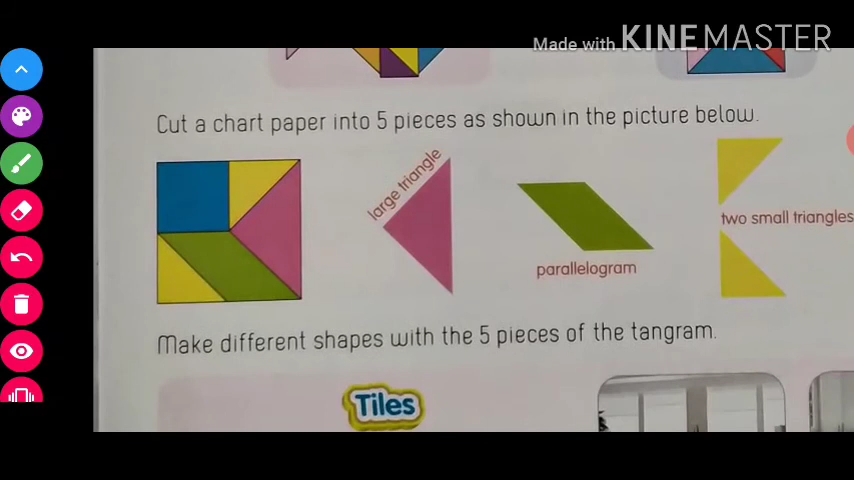 Made with KINEMASTER
Cut a chart paper into 5 pieces as shown in the picture below.
large triangle
parallelogram
two small triangles
Make different shapes with the 5 pieces of the tangram.
Tiles